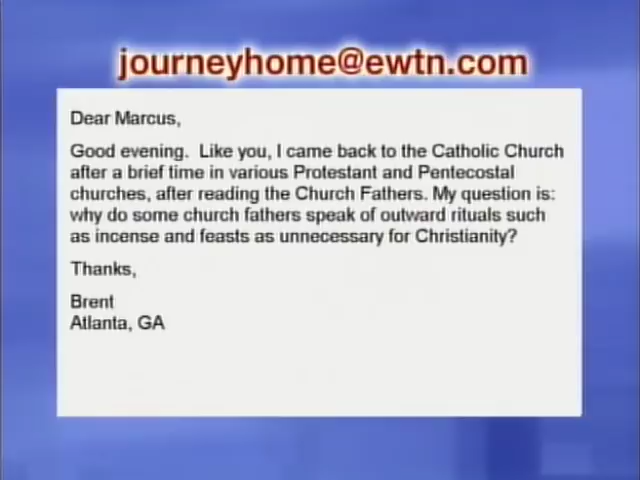 journeyhome@ewtn.com
Dear Marcus,
Good evening.  Like you, I came back to the Catholic Church
after a brief time in various Protestant and Pentecostal
churches, after reading the Church Fathers. My question is:
why do some church fathers speak of outward rituals such
as incense and feasts as unnecessary for Christianity?
Thanks,
Brent
Atlanta, GA